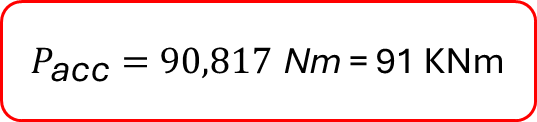 P_acc = 90,817 Nm = 91 KNm